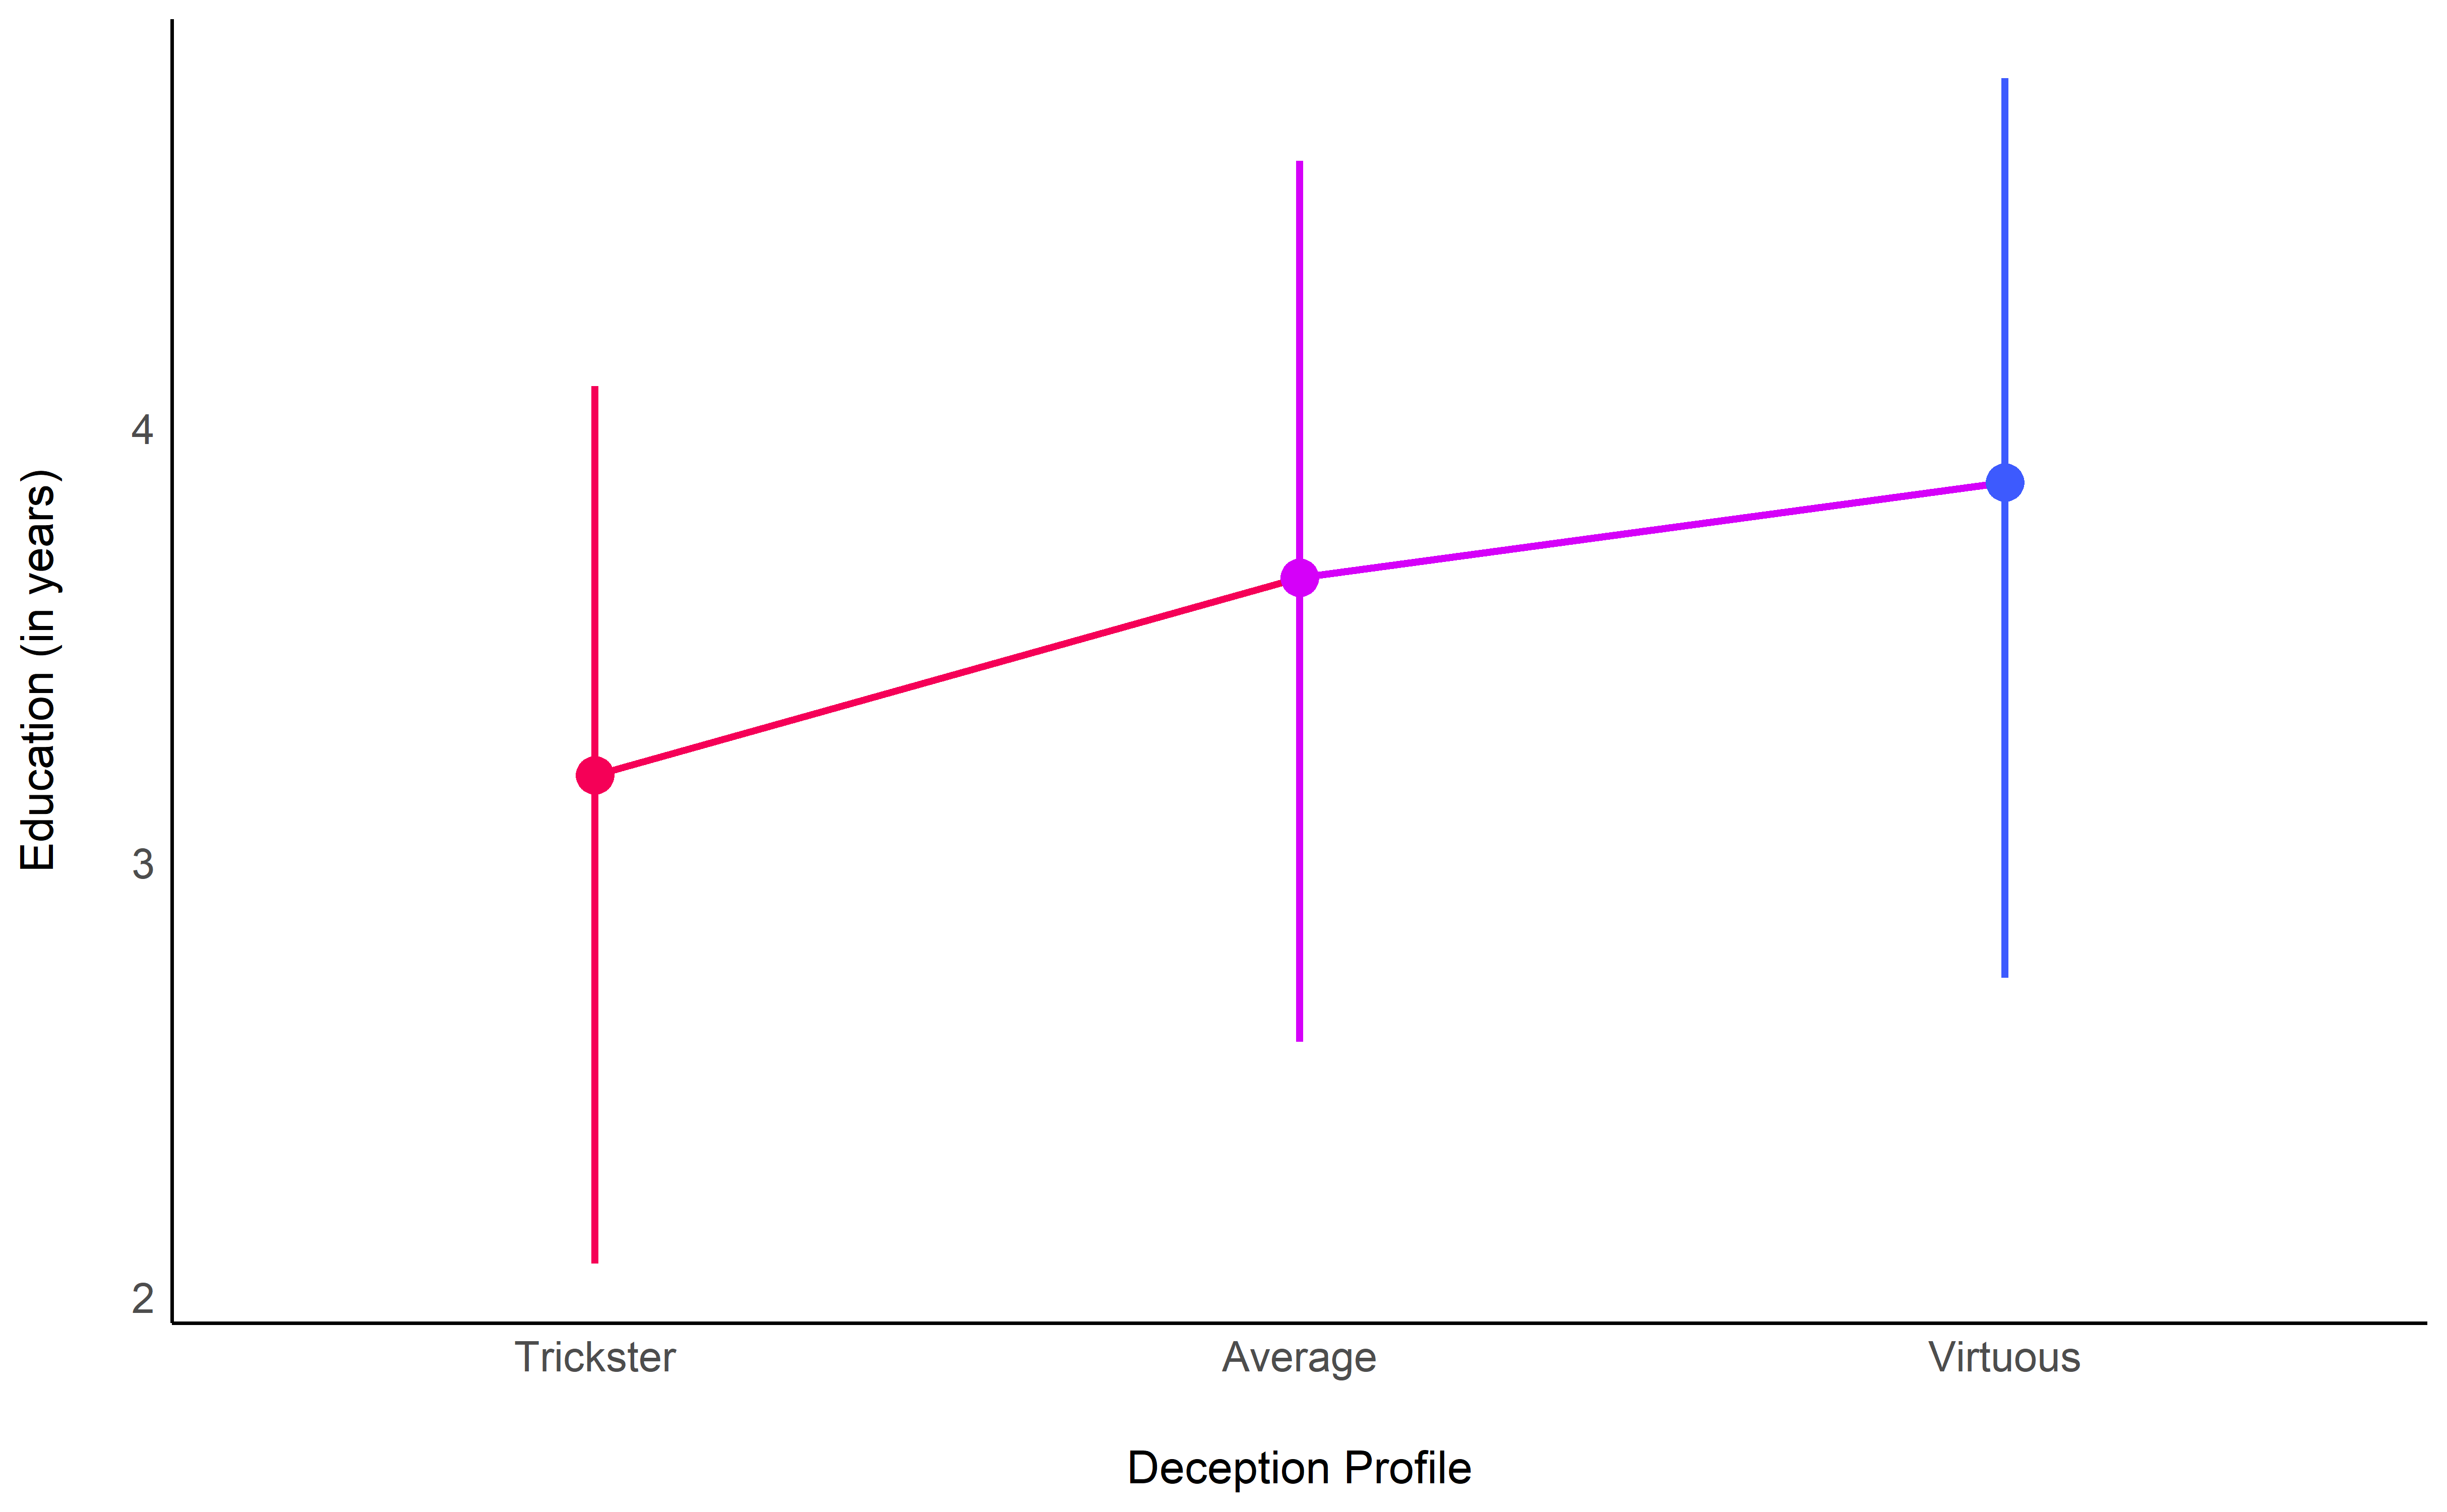 Education (in years)
4
3
2
Trickster
Average
Virtuous
Deception Profile